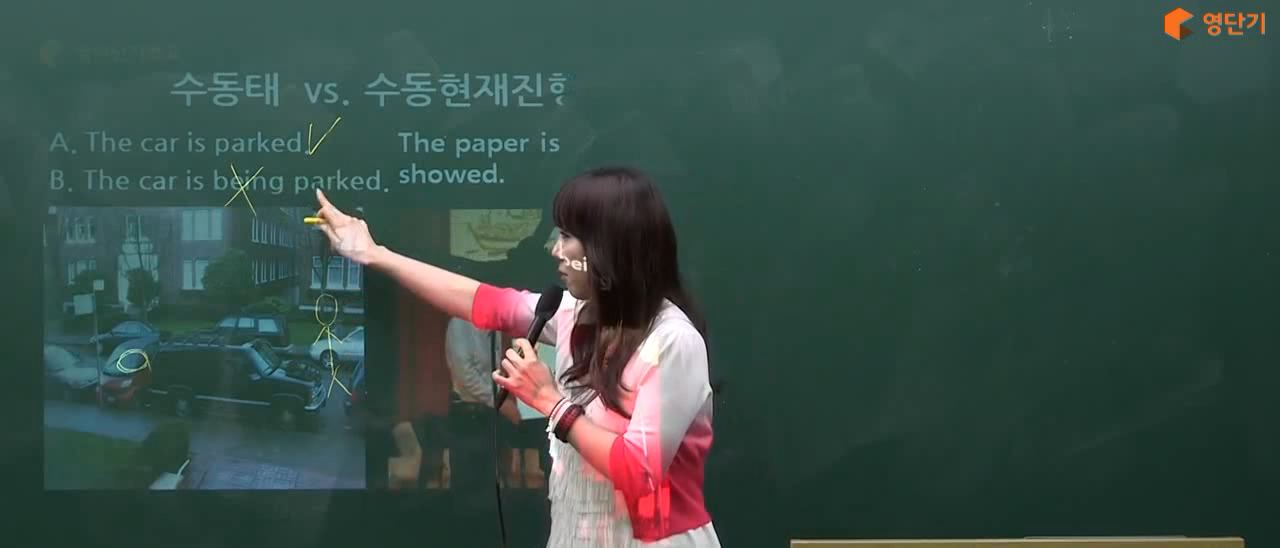 영단기
수동태 vs. 수동현재진행
A. The car is parked.
B. The car is being parked.
The paper is
showed.
bei